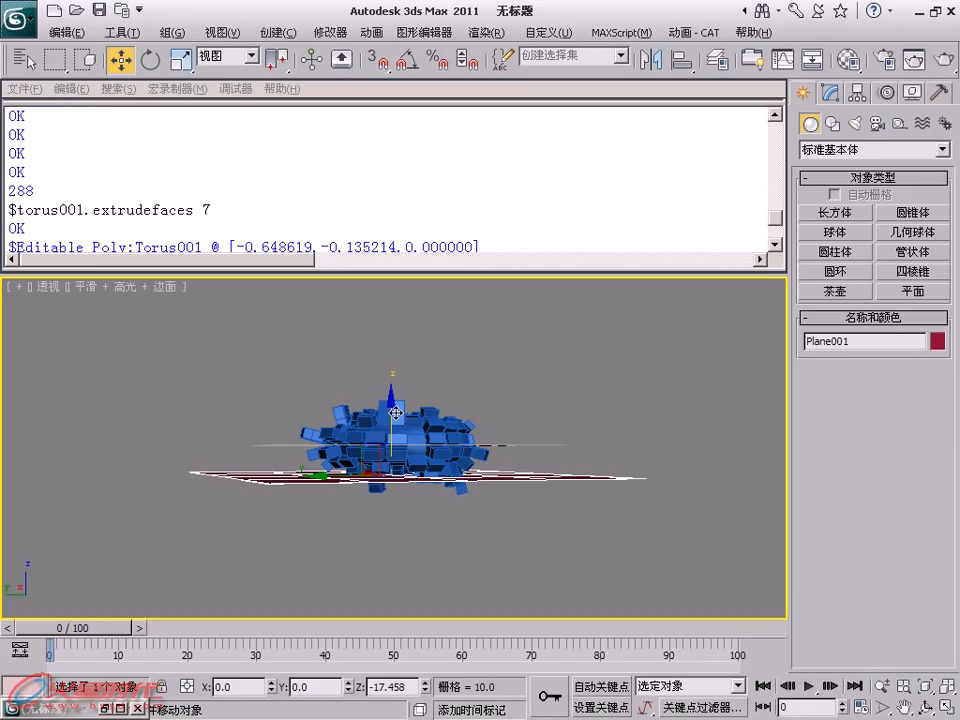 Autodesk 3ds Max 2011 无标题
编辑(E) 工具(T) 组(G) 视图(V) 创建(C) 修改器 动画 图形编辑器 渲染(R) 自定义(U) MAXScript(M) 动画 - CAT 帮助(H)
视图 3 创建选择集
文件(F) 编辑(E) 搜索(S) 宏录制器(M) 调试器 帮助(H)
OK
OK
OK
OK
288
$torus001.extrudefaces 7
OK
$Editable_Poly:Torus001 @ [-0.648619,-0.135214,0.000000]
标准基本体
对象类型
自动栅格
长方体 圆锥体
球体 几何球体
圆柱体 管状体
圆环 四棱锥
茶壶 平面
名称和颜色
Plane001
[ + [] 透视 [] 平滑 + 高光 + 边面 ]
z
z
y x
0 / 100
0 10 20 30 40 50 60 70 80 90 100
选择了 1 个对象 X: 0.0 Y: 0.0 Z: -17.458 栅格 = 10.0 自动关键点 选定对象
移动对象 添加时间标记 设置关键点 关键点过滤器... 0